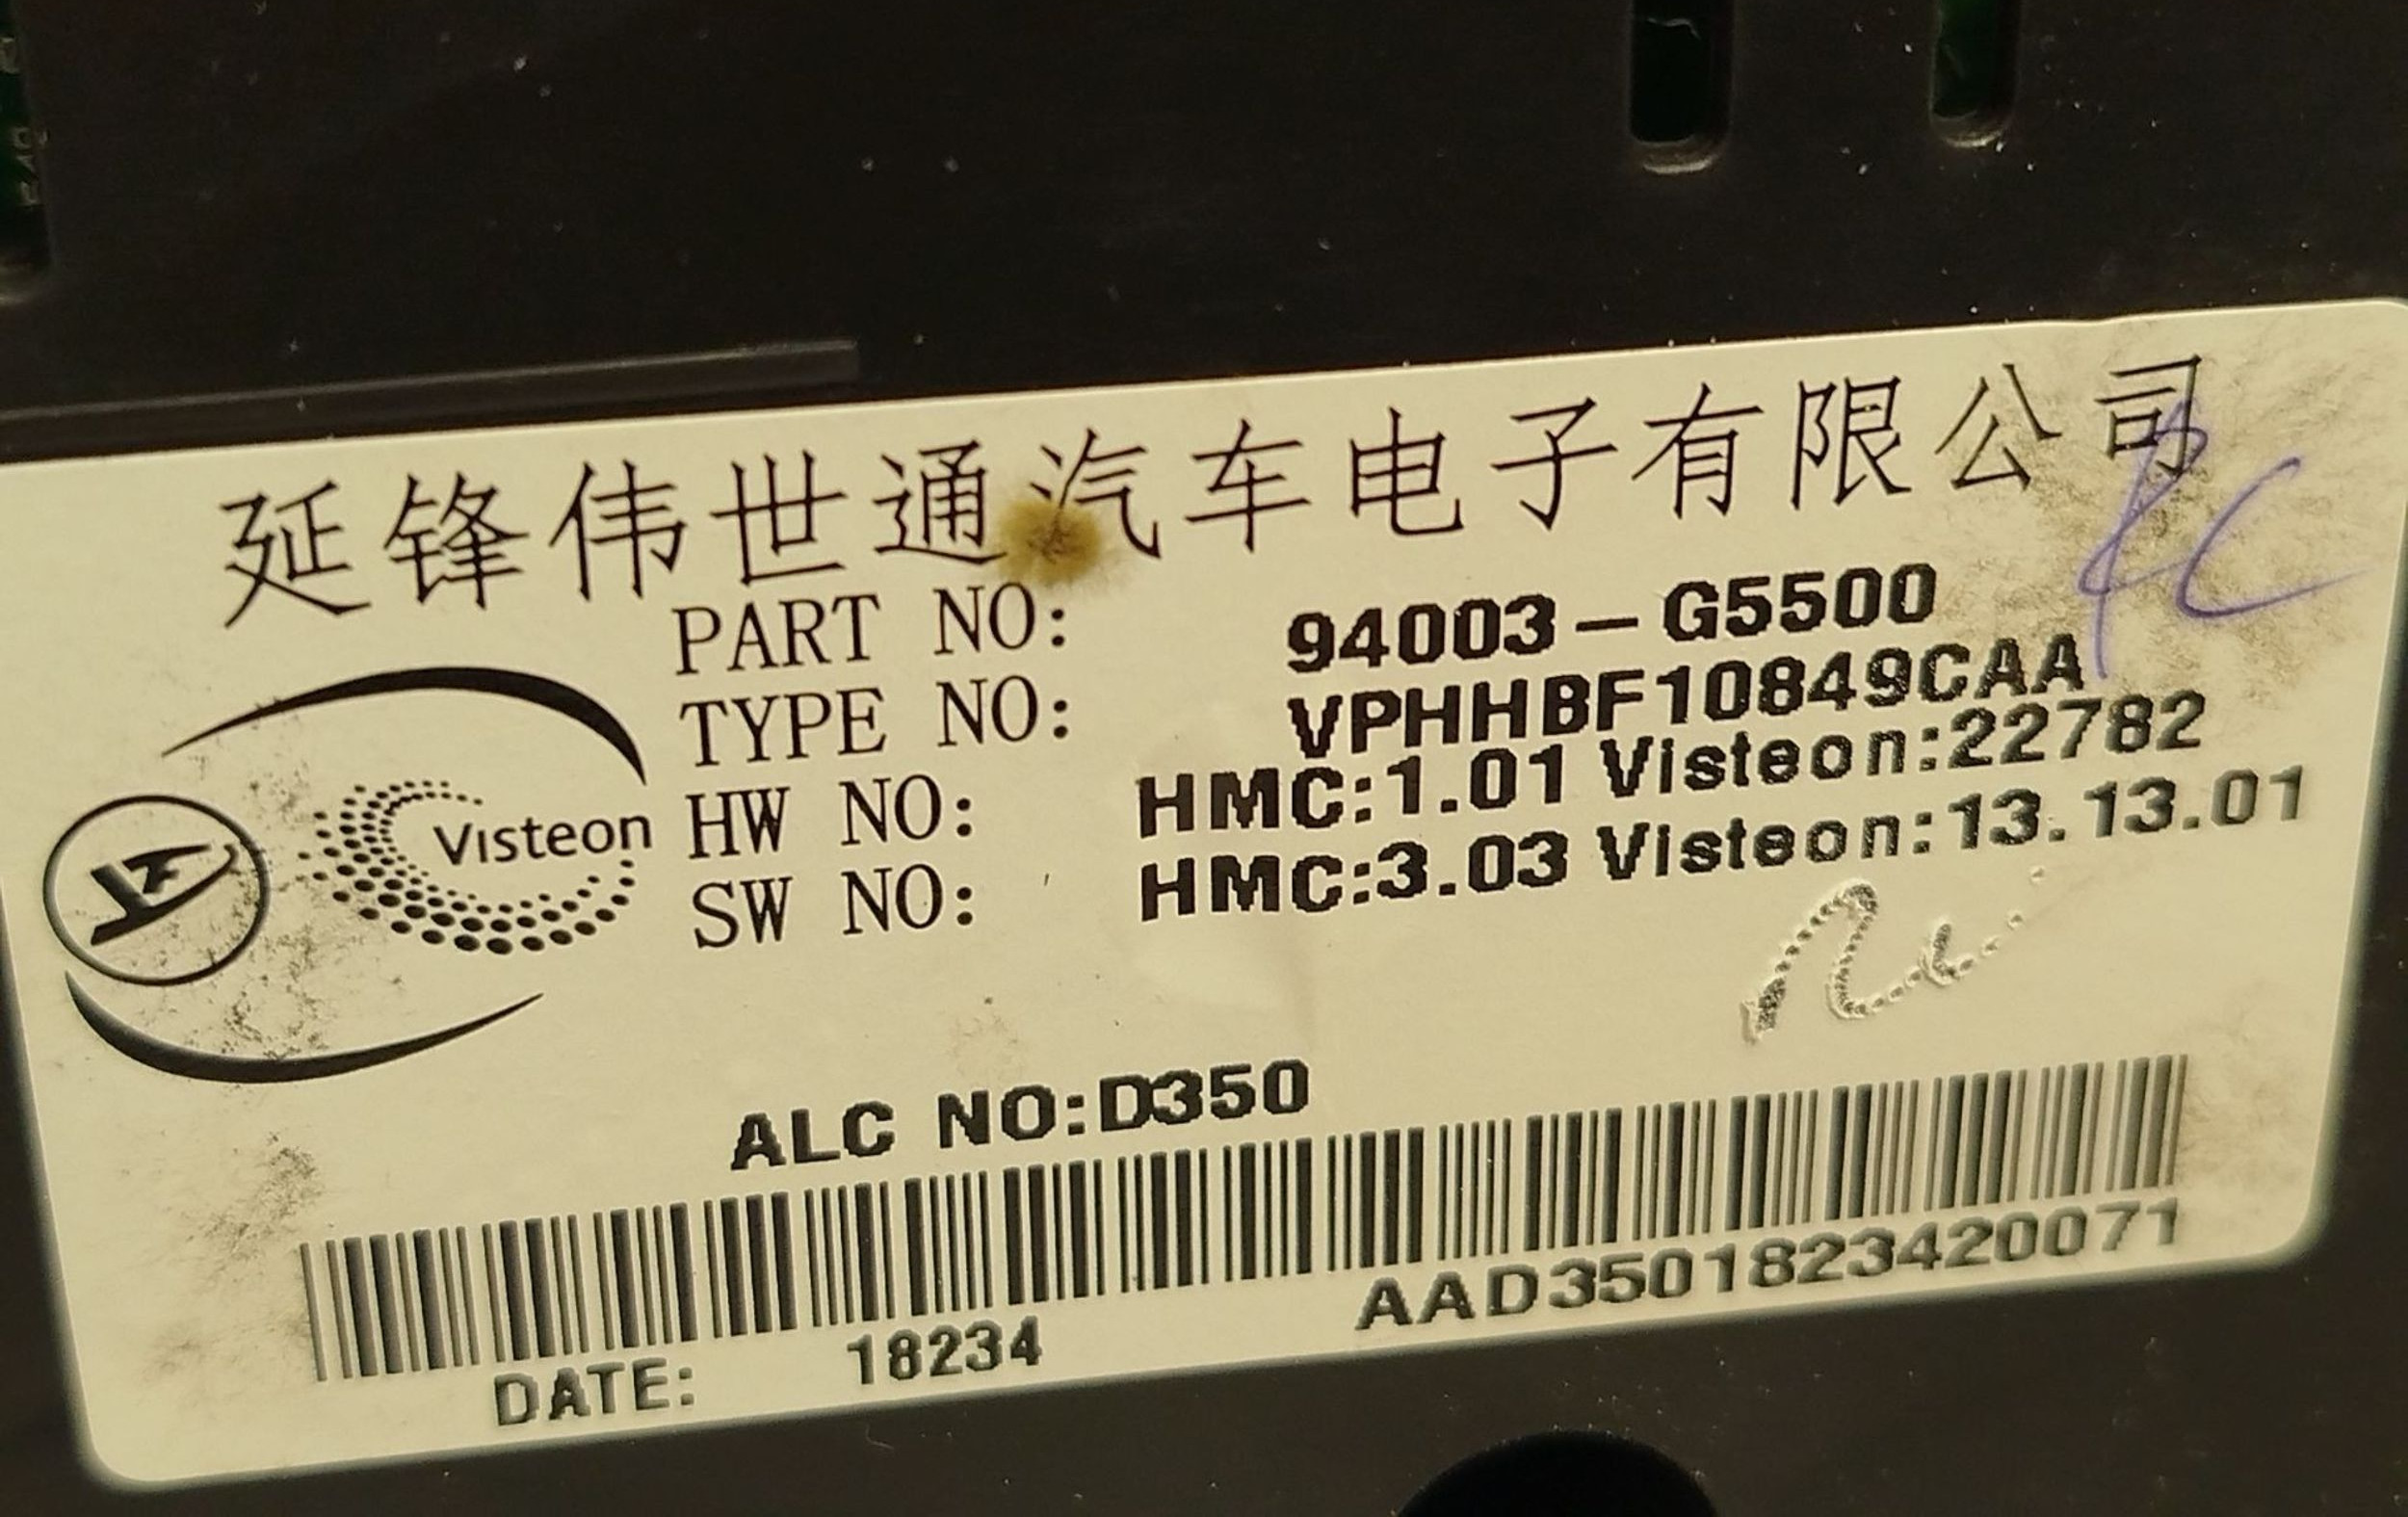 延锋伟世通汽车电子有限公司
PART NO: 94003-G5500
TYPE NO: VPHHBF10849CAA
HW NO: HMC:1.01 Visteon:22782
SW NO: HMC:3.03 Visteon:13.13.01
Visteon
ALC NO:D350
AAD3501823420071
DATE: 18234